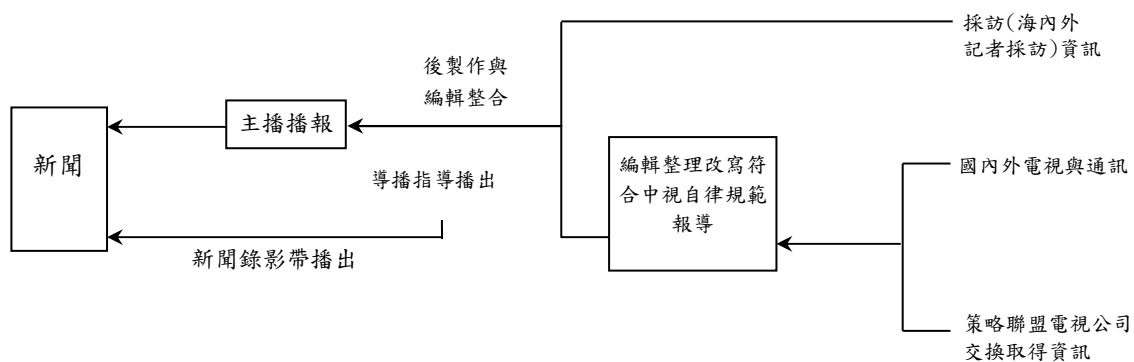 採訪(海內外
記者採訪)資訊
後製作與
編輯整合
主播播報
新聞
導播指導播出
編輯整理改寫符
合中視自律規範
報導
國內外電視與通訊
新聞錄影帶播出
策略聯盟電視公司
交換取得資訊